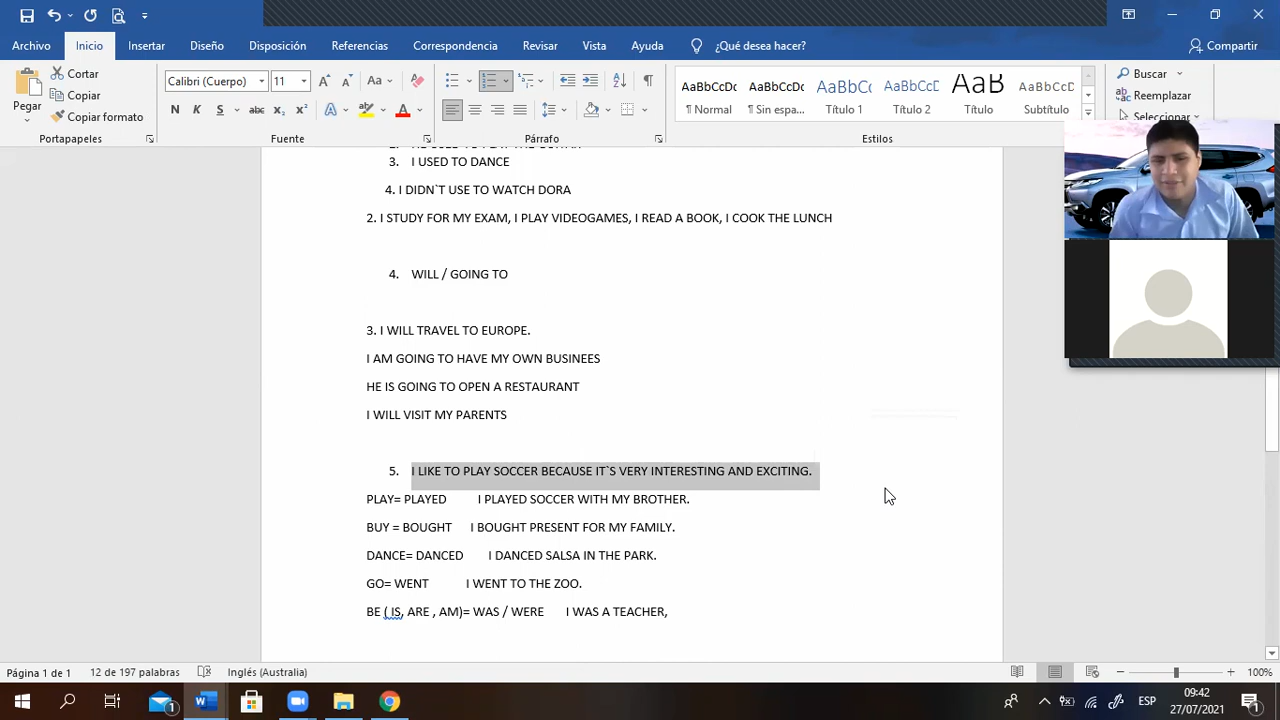 Archivo Inicio Insertar Diseño Disposición Referencias Correspondencia Revisar Vista Ayuda ¿Qué desea hacer? Compartir
Pegar
Cortar
Copiar
Copiar formato
Portapapeles
Calibri (Cuerpo) 11
N K S abc x₂ x²
Fuente
Párrafo
AaBbCcDc AaBbCcDc AaBbCc AaBbCcD AaB AaBbCcD
¶ Normal ¶ Sin espa... Título 1 Título 2 Título Subtítulo
Estilos
Buscar
Reemplazar
Seleccionar
3. I USED TO DANCE
4. I DIDN`T USE TO WATCH DORA
2. I STUDY FOR MY EXAM, I PLAY VIDEOGAMES, I READ A BOOK, I COOK THE LUNCH
4. WILL / GOING TO
3. I WILL TRAVEL TO EUROPE.
I AM GOING TO HAVE MY OWN BUSINEES
HE IS GOING TO OPEN A RESTAURANT
I WILL VISIT MY PARENTS
5. I LIKE TO PLAY SOCCER BECAUSE IT`S VERY INTERESTING AND EXCITING.
PLAY= PLAYED I PLAYED SOCCER WITH MY BROTHER.
BUY = BOUGHT I BOUGHT PRESENT FOR MY FAMILY.
DANCE= DANCED I DANCED SALSA IN THE PARK.
GO= WENT I WENT TO THE ZOO.
BE ( IS, ARE , AM)= WAS / WERE I WAS A TEACHER,
Página 1 de 1 12 de 197 palabras Inglés (Australia) 100%
ESP
09:42
27/07/2021